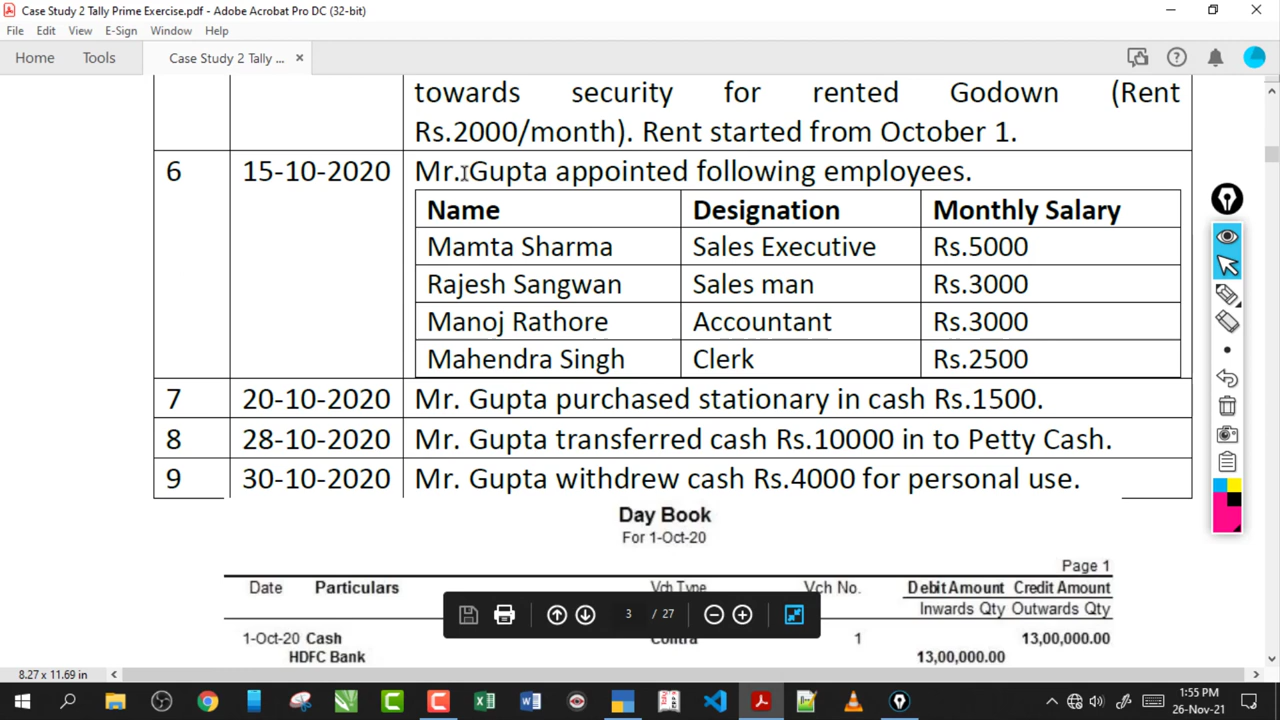 Case Study 2 Tally Prime Exercise.pdf - Adobe Acrobat Pro DC (32-bit)
File Edit View E-Sign Window Help
Home Tools Case Study 2 Tally ... ×
towards security for rented Godown (Rent
Rs.2000/month). Rent started from October 1.
6 15-10-2020 Mr. Gupta appointed following employees.
Name Designation Monthly Salary
Mamta Sharma Sales Executive Rs.5000
Rajesh Sangwan Sales man Rs.3000
Manoj Rathore Accountant Rs.3000
Mahendra Singh Clerk Rs.2500
7 20-10-2020 Mr. Gupta purchased stationary in cash Rs.1500.
8 28-10-2020 Mr. Gupta transferred cash Rs.10000 in to Petty Cash.
9 30-10-2020 Mr. Gupta withdrew cash Rs.4000 for personal use.
Day Book
For 1-Oct-20
Page 1
Date Particulars Vch Type Vch No. Debit Amount Credit Amount
Inwards Qty Outwards Qty
3 / 27
1-Oct-20 Cash Contra 1 13,00,000.00
HDFC Bank 13,00,000.00
8.27 x 11.69 in
1:55 PM
26-Nov-21